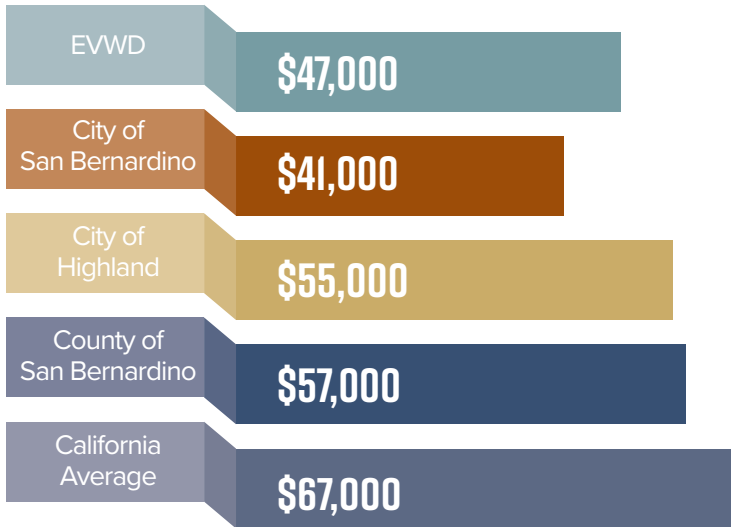 EVWD
$47,000
City of
San Bernardino
$41,000
City of
Highland
$55,000
County of
San Bernardino
$57,000
California
Average
$67,000